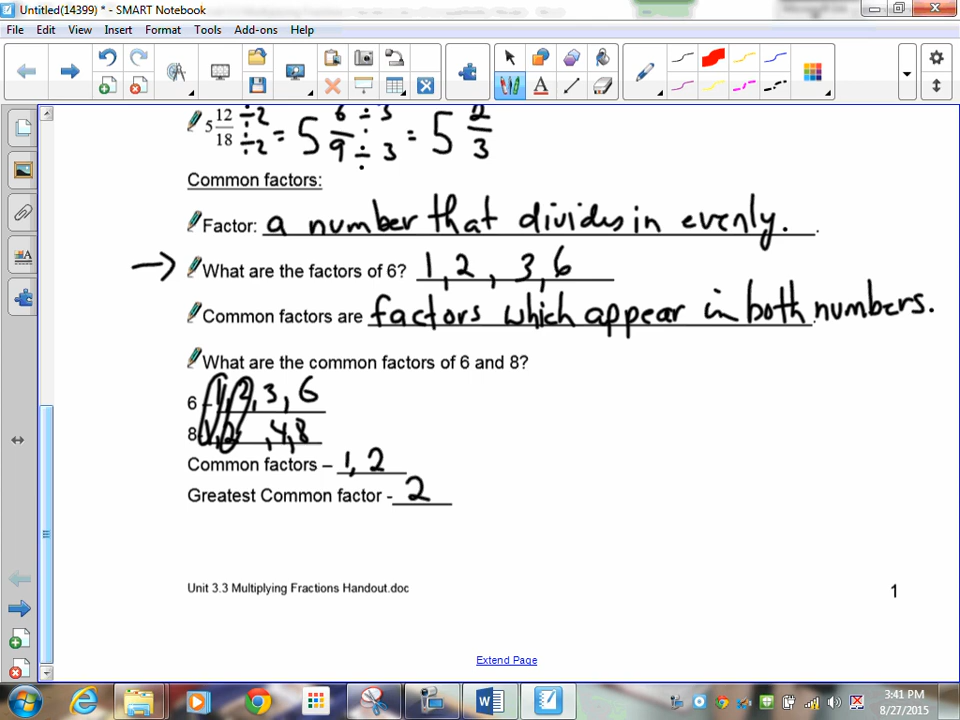 Untitled(14399) * - SMART Notebook
File Edit View Insert Format Tools Add-ons Help
5 12/18 ÷2/÷2 = 5 6/9 ÷ 3/÷ 3 = 5 2/3
Common factors:
Factor: a number that divides in evenly.
What are the factors of 6? 1, 2, 3, 6
Common factors are factors which appear in both numbers.
What are the common factors of 6 and 8?
6 – 1, 2, 3, 6
8- 1, 2, 4, 8
Common factors – 1, 2
Greatest Common factor - 2
Unit 3.3 Multiplying Fractions Handout.doc
1
Extend Page
3:41 PM
8/27/2015